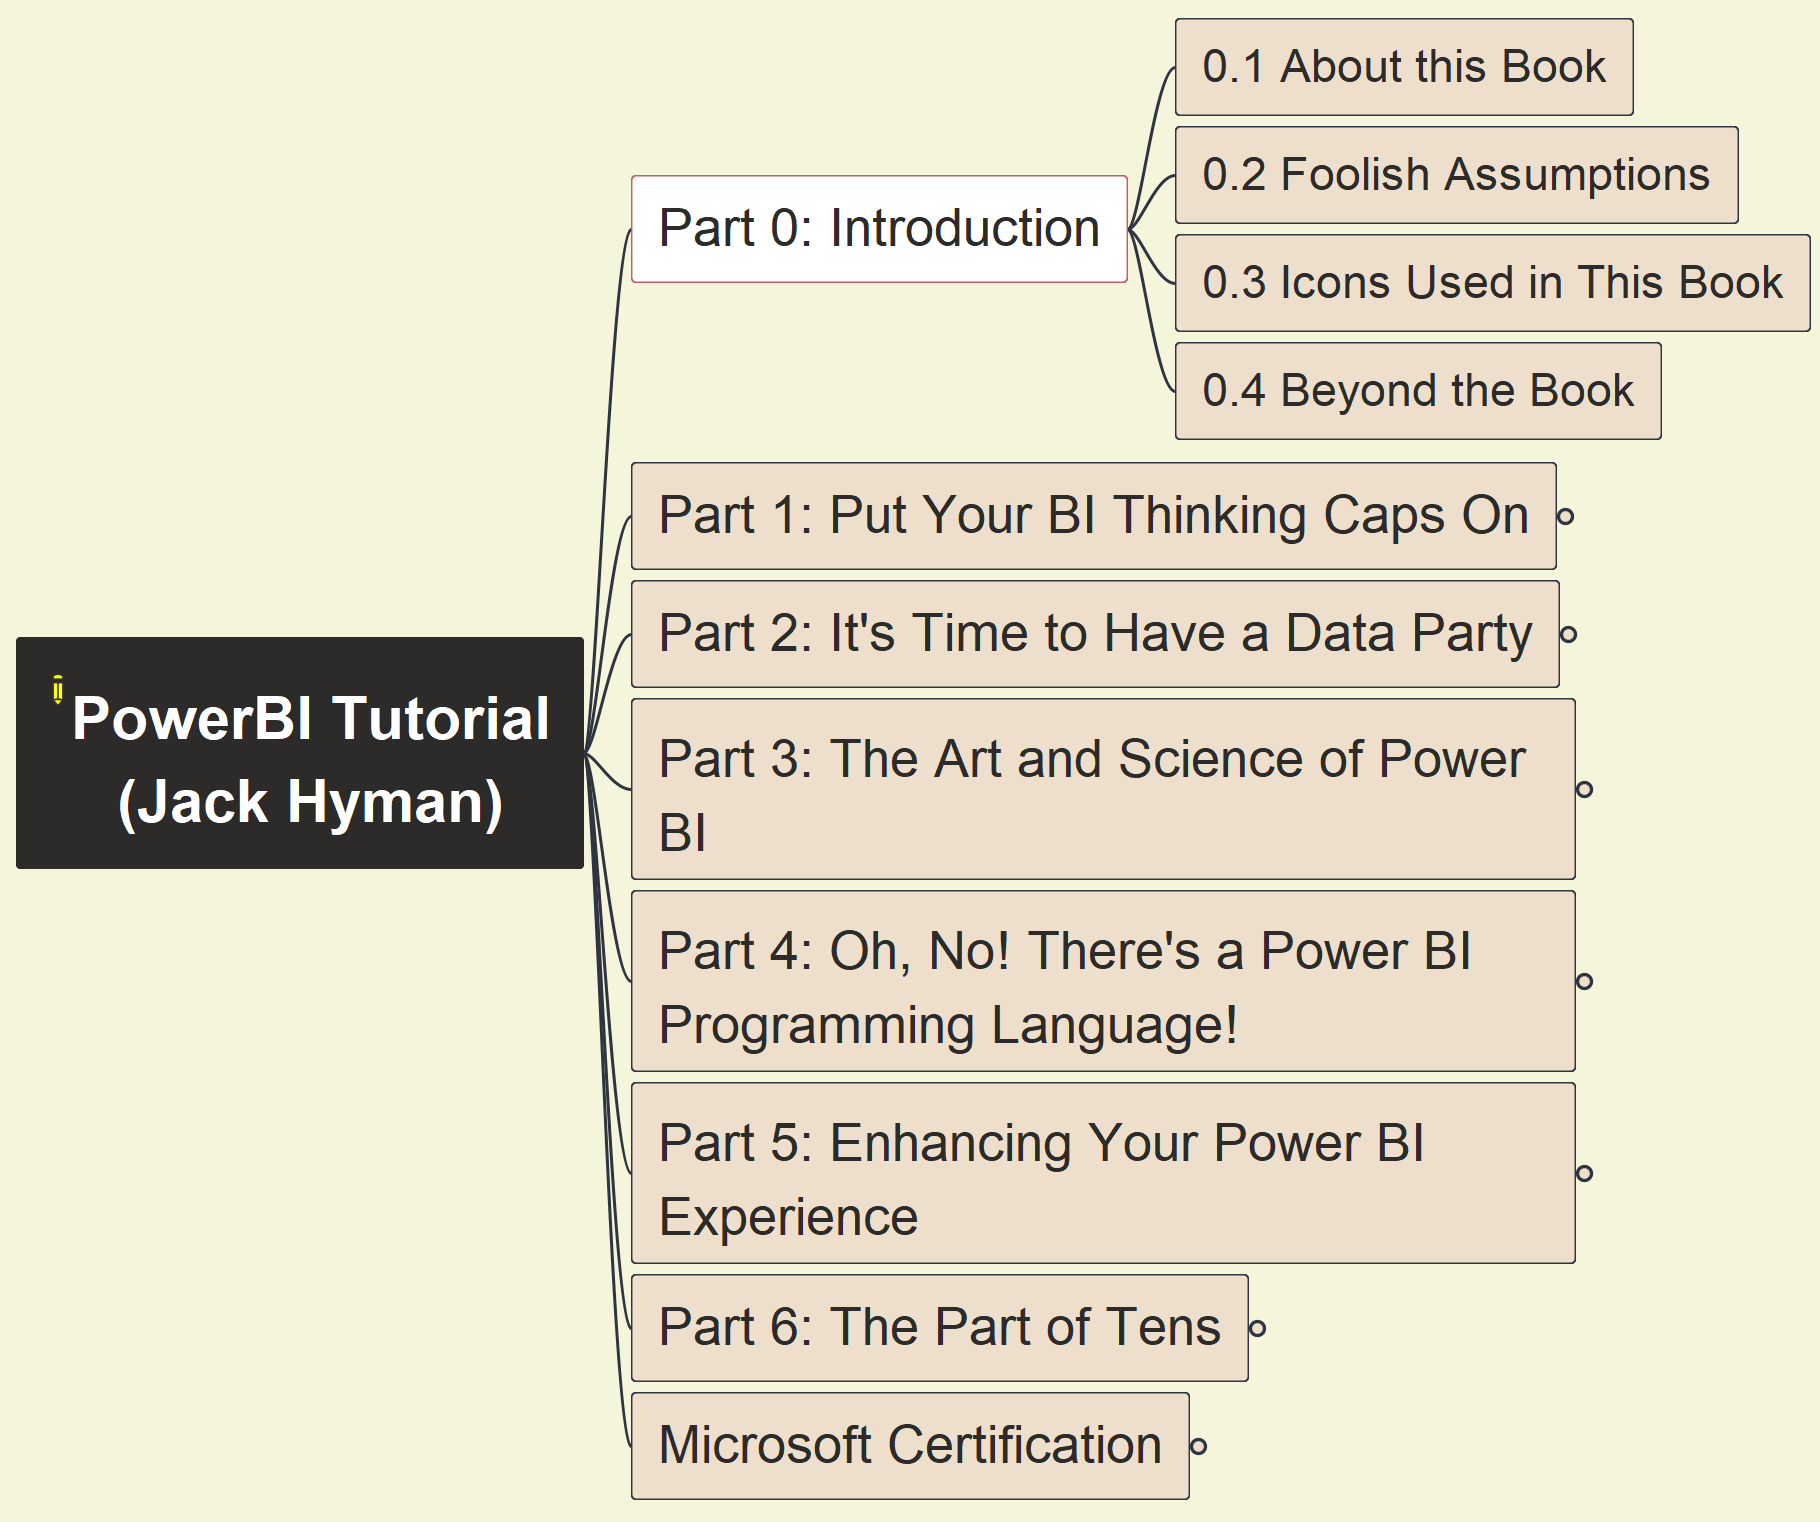 PowerBI Tutorial
(Jack Hyman)
Part 0: Introduction
0.1 About this Book
0.2 Foolish Assumptions
0.3 Icons Used in This Book
0.4 Beyond the Book
Part 1: Put Your BI Thinking Caps On
Part 2: It's Time to Have a Data Party
Part 3: The Art and Science of Power
BI
Part 4: Oh, No! There's a Power BI
Programming Language!
Part 5: Enhancing Your Power BI
Experience
Part 6: The Part of Tens
Microsoft Certification